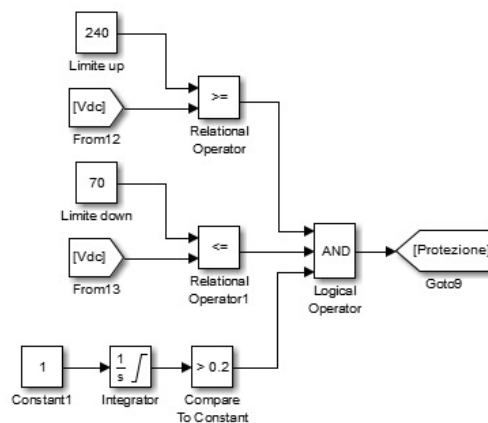 240
Limite up
[Vdc]
From12
>=
Relational
Operator
70
Limite down
[Vdc]
From13
<=
Relational
Operator1
AND
Logical
Operator
[Protezione]
Goto9
1
Constant1
1
s
Integrator
> 0.2
Compare
To Constant